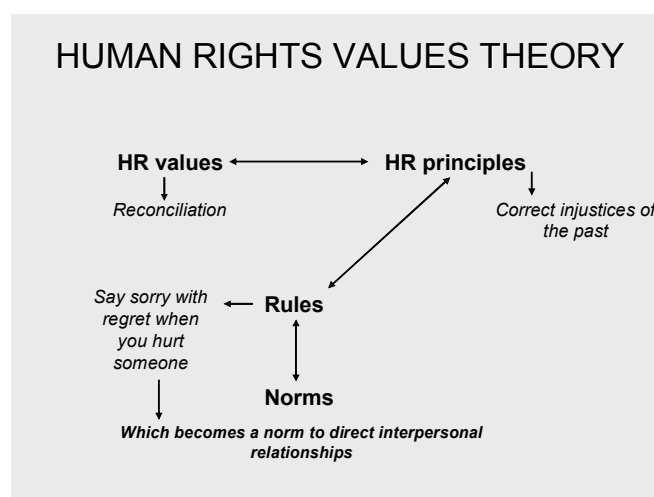 HUMAN RIGHTS VALUES THEORY
HR values
HR principles
Reconciliation
Correct injustices of
the past
Say sorry with
regret when
you hurt
someone
Rules
Norms
Which becomes a norm to direct interpersonal
relationships